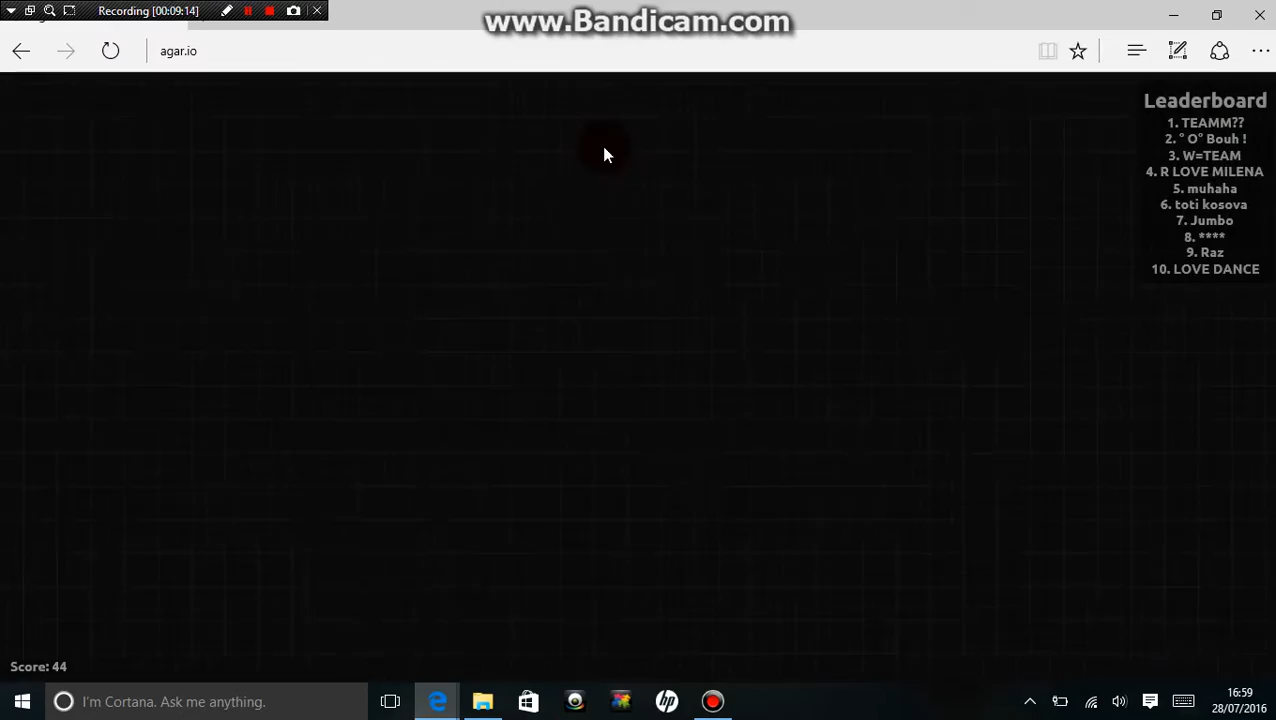 Recording [00:09:14]
www.Bandicam.com
agar.io
Leaderboard
1. TEAMM??
2. ° O° Bouh !
3. W=TEAM
4. R LOVE MILENA
5. muhaha
6. toti kosova
7. Jumbo
8. ****
9. Raz
10. LOVE DANCE
Score: 44
I'm Cortana. Ask me anything.
hp
16:59
28/07/2016